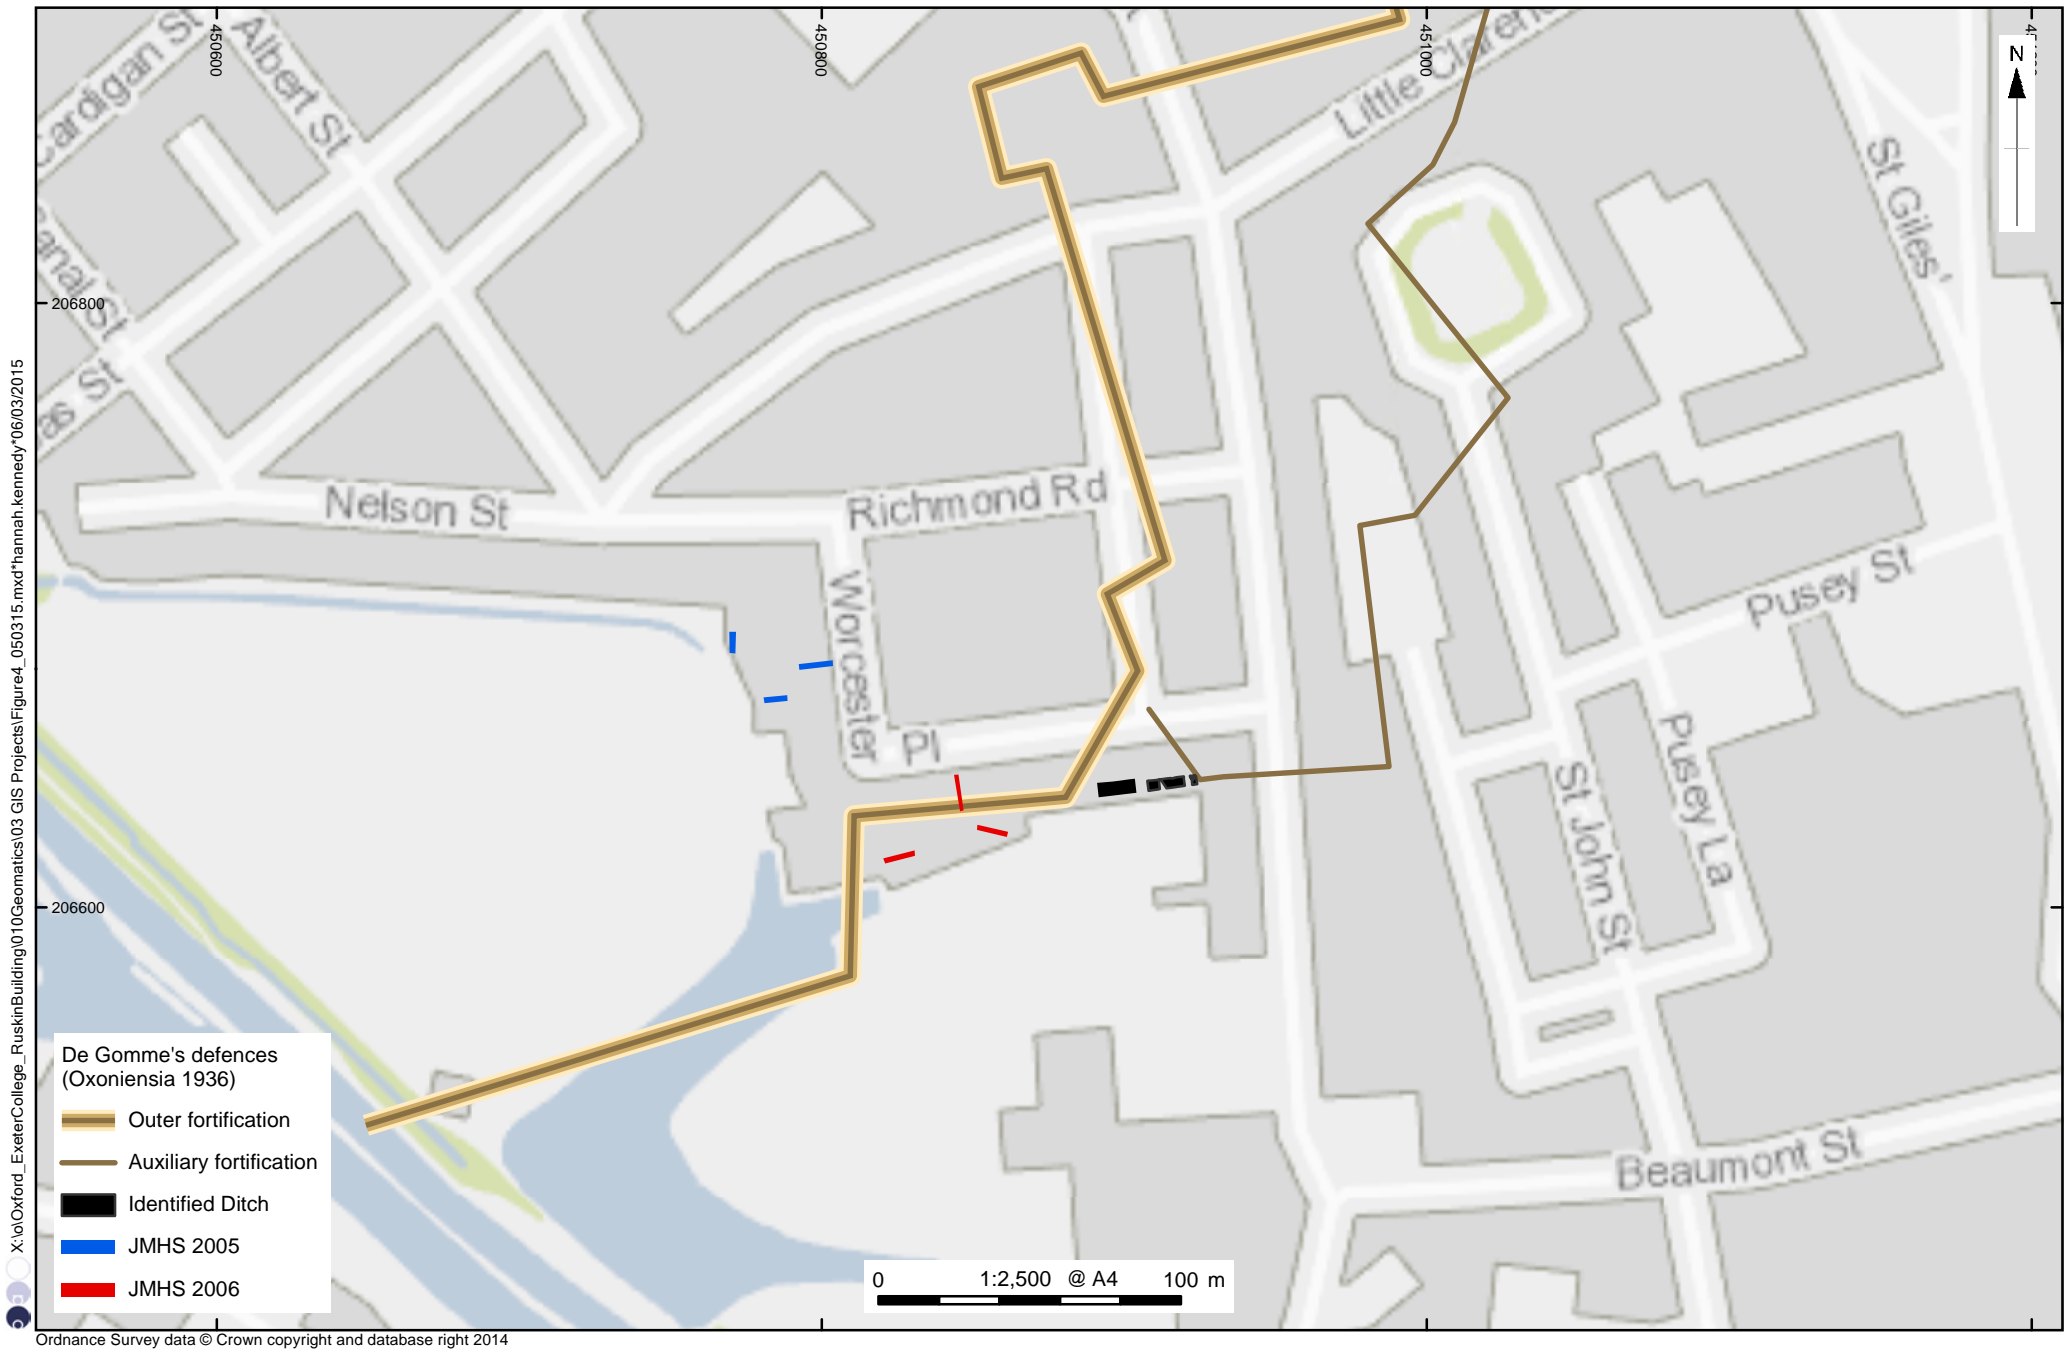 450600
450800
451000
N
Cardigan St
Albert St
Little Claren
St Giles'
206800
Nelson St
Richmond Rd
Worcester
Pl
Pusey St
Pusey La
St John St
206600
Beaumont St
De Gomme's defences
(Oxoniensia 1936)
Outer fortification
Auxiliary fortification
Identified Ditch
JMHS 2005
JMHS 2006
0 1:2,500 @ A4 100 m
X:\o\Oxford_ExeterCollege_RuskinBuilding\010Geomatics\03 GIS Projects\Figure4_050315.mxd*hannah.kennedy*06/03/2015
Ordnance Survey data © Crown copyright and database right 2014